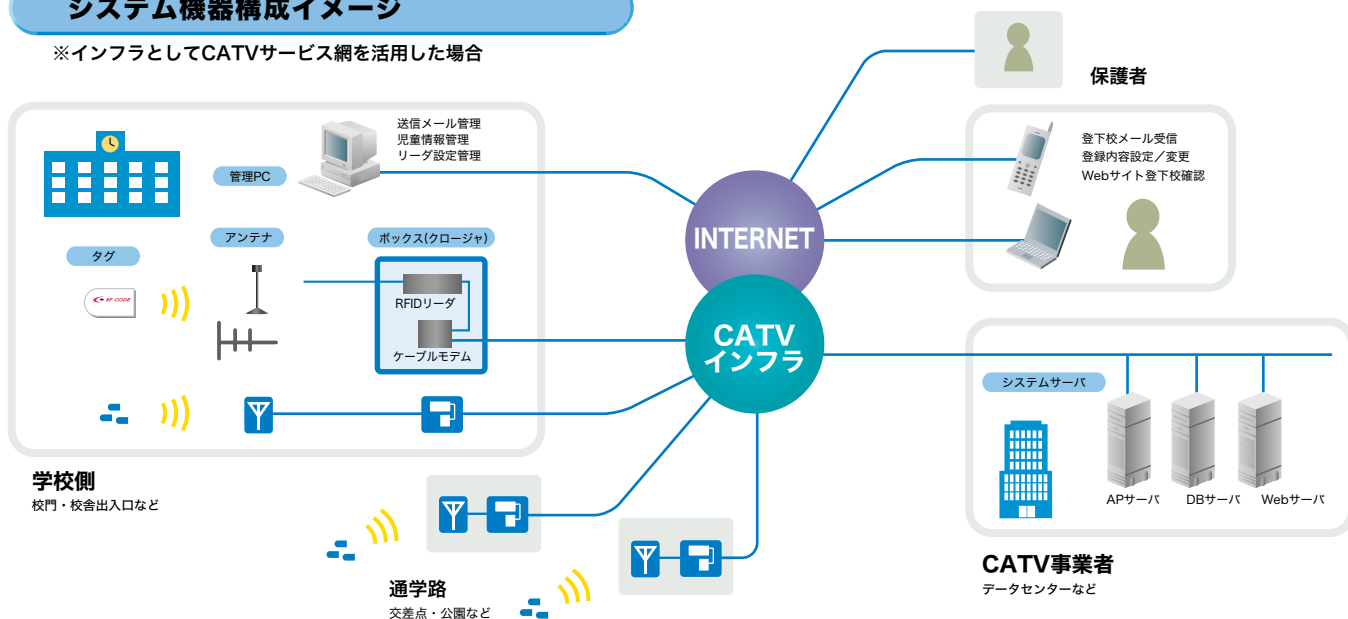 システム機器構成イメージ
※インフラとしてCATVサービス網を活用した場合
保護者
送信メール管理
児童情報管理
リーダ設定管理
管理PC
登下校メール受信
登録内容設定／変更
Webサイト登下校確認
タグ
アンテナ
ボックス(クロージャ)
INTERNET
RF CODE
RFIDリーダ
ケーブルモデム
CATV
インフラ
システムサーバ
APサーバ
DBサーバ
Webサーバ
学校側
校門・校舎出入口など
CATV事業者
データセンターなど
通学路
交差点・公園など